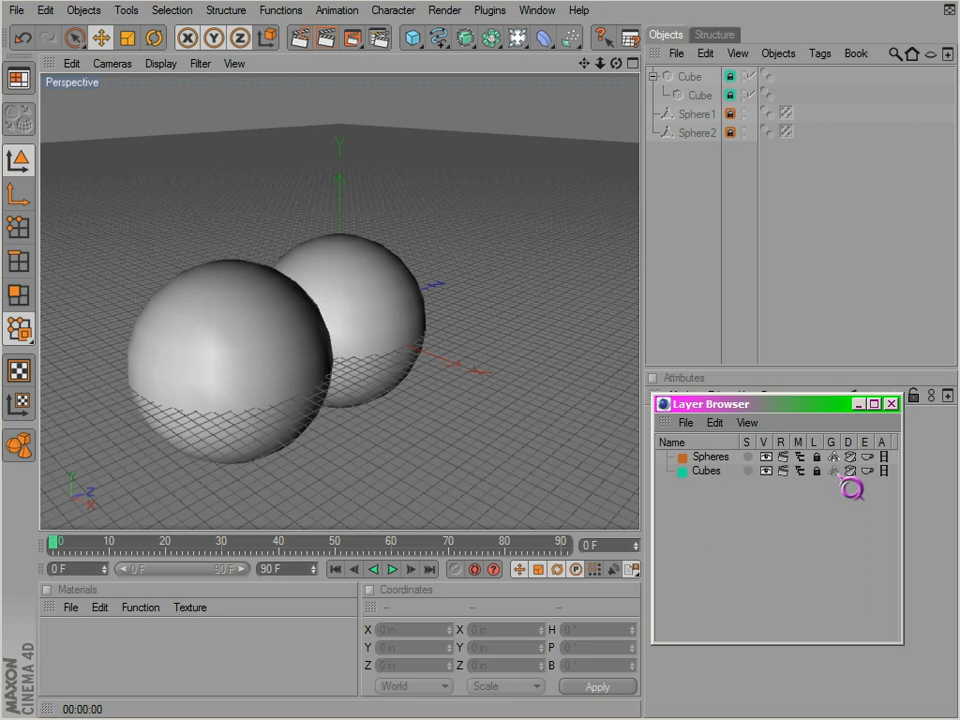 File Edit Objects Tools Selection Structure Functions Animation Character Render Plugins Window Help
X Y Z
Edit Cameras Display Filter View
Perspective
Y
Y
Z
X
0 10 20 30 40 50 60 70 80 90
0 F
0 F
0 F 90 F
90 F
P
Materials
File Edit Function Texture
Coordinates
-- -- --
X 0 in X 0 in H 0 °
Y 0 in Y 0 in P 0 °
Z 0 in Z 0 in B 0 °
World Scale Apply
MAXON
CINEMA 4D
00:00:00
Objects Structure
File Edit View Objects Tags Book
Cube
Cube
Sphere1
Sphere2
Attributes
Layer Browser
File Edit View
Name S V R M L G D E A
Spheres
Cubes